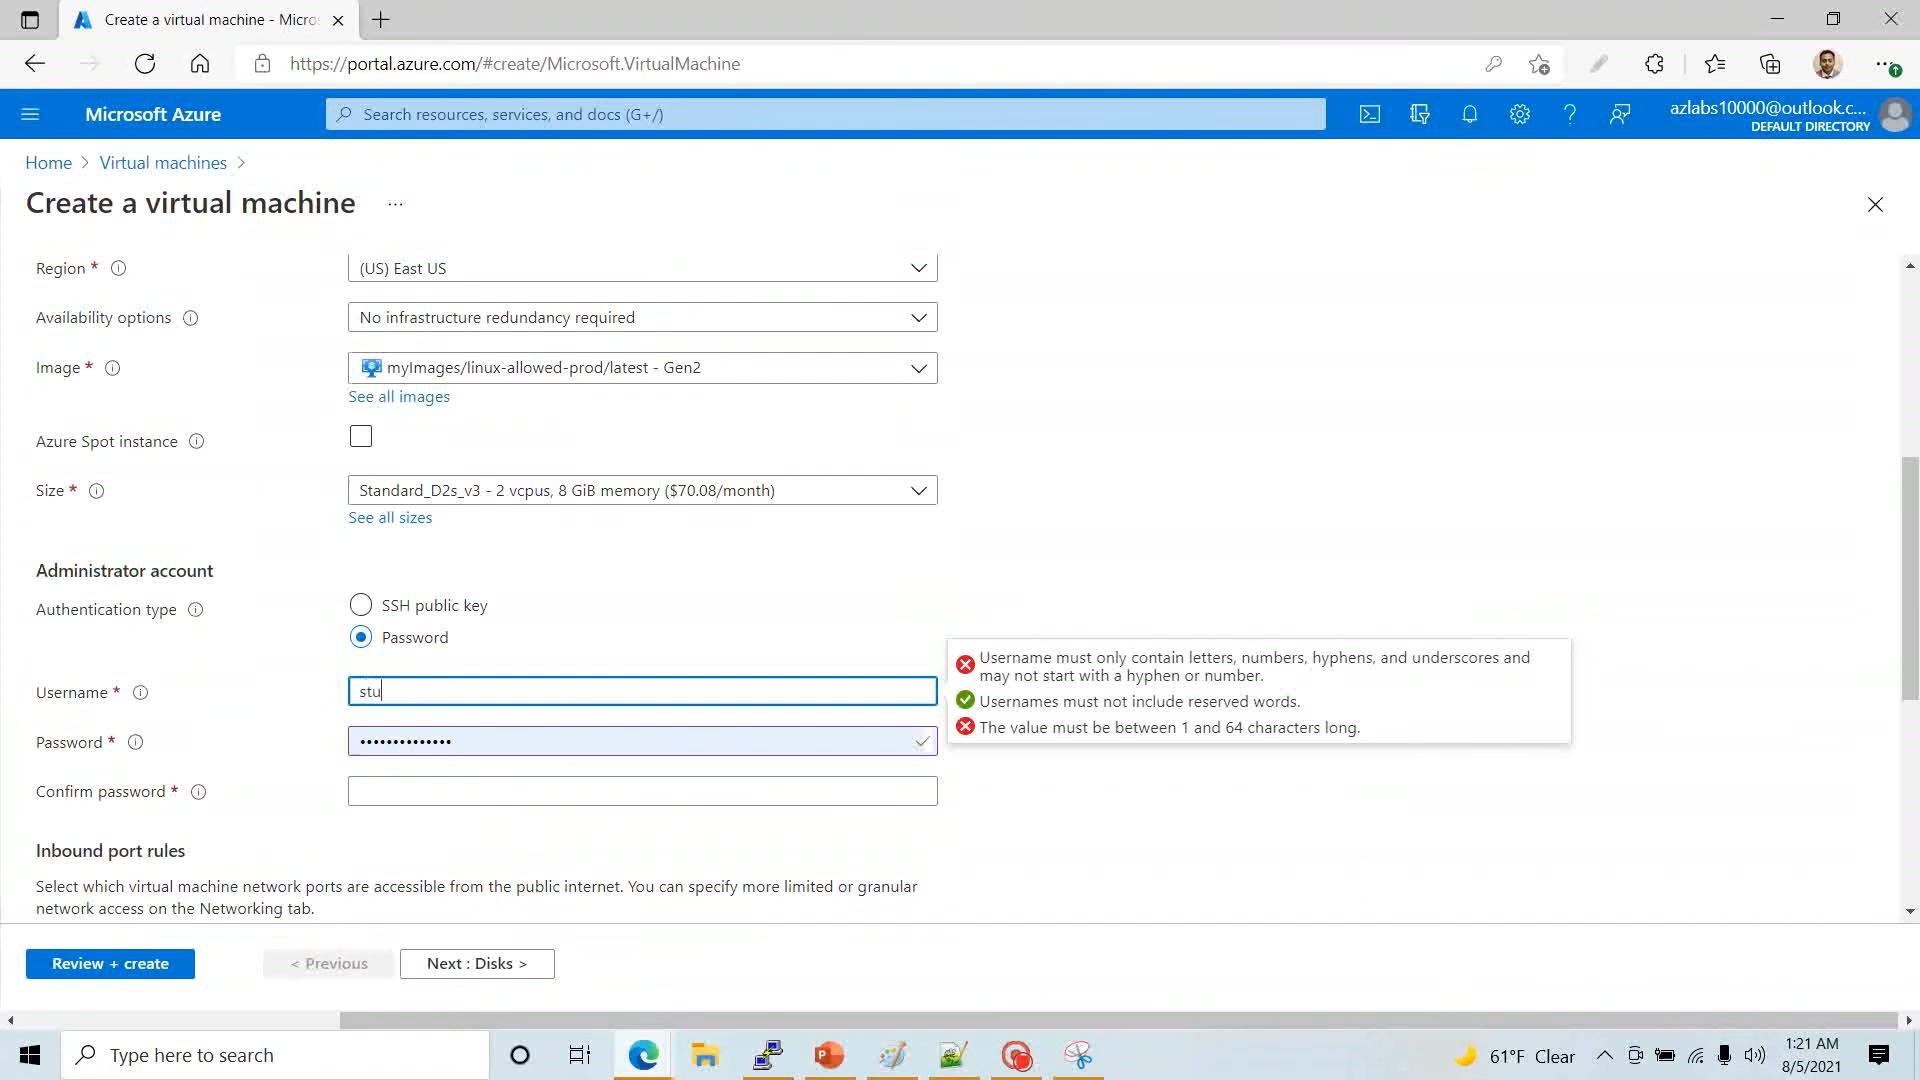 Create a virtual machine - Micro
https://portal.azure.com/#create/Microsoft.VirtualMachine
Microsoft Azure
Search resources, services, and docs (G+/)
azlabs10000@outlook.c...
DEFAULT DIRECTORY
Home > Virtual machines >
Create a virtual machine ...
Region *
(US) East US
Availability options
No infrastructure redundancy required
Image *
myImages/linux-allowed-prod/latest - Gen2
See all images
Azure Spot instance
Size *
Standard_D2s_v3 - 2 vcpus, 8 GiB memory ($70.08/month)
See all sizes
Administrator account
Authentication type
SSH public key
Password
Username *
stu
Username must only contain letters, numbers, hyphens, and underscores and
may not start with a hyphen or number.
Usernames must not include reserved words.
The value must be between 1 and 64 characters long.
Password *
••••••••••••••
Confirm password *
Inbound port rules
Select which virtual machine network ports are accessible from the public internet. You can specify more limited or granular
network access on the Networking tab.
Review + create
< Previous
Next : Disks >
Type here to search
61°F Clear
1:21 AM
8/5/2021